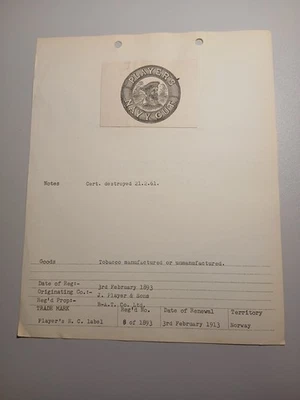 PLAYER'S
NAVY CUT
Notes Cert. destroyed 21.2.61.
Goods Tobacco manufactured or unmanufactured.
Date of Reg:- 3rd February 1893
Originating Co.:- J. Player & Sons
Reg'd Prop:- B-A.T. Co. Ltd.
TRADE MARK Reg'd No. Date of Renewal Territory
Player's N. C. label 8 of 1893 3rd February 1913 Norway